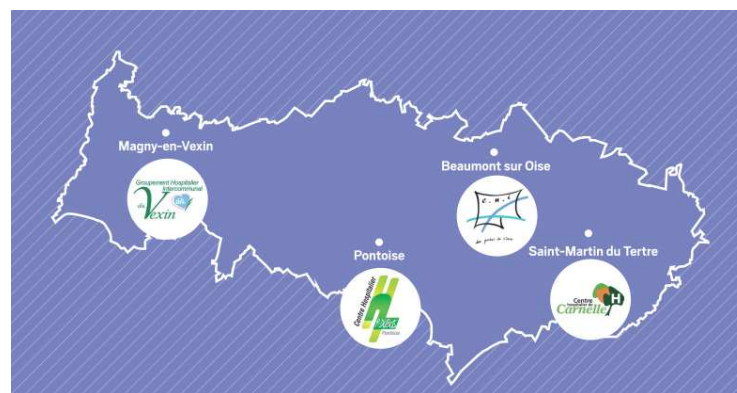 Magny-en-Vexin
Groupement Hospitalier
Intercommunal
du
Vexin
Beaumont sur Oise
Pontoise
Centre Hospitalier
Pontoise
Saint-Martin du Tertre
Centre
hospitalier de
Carnelle
H